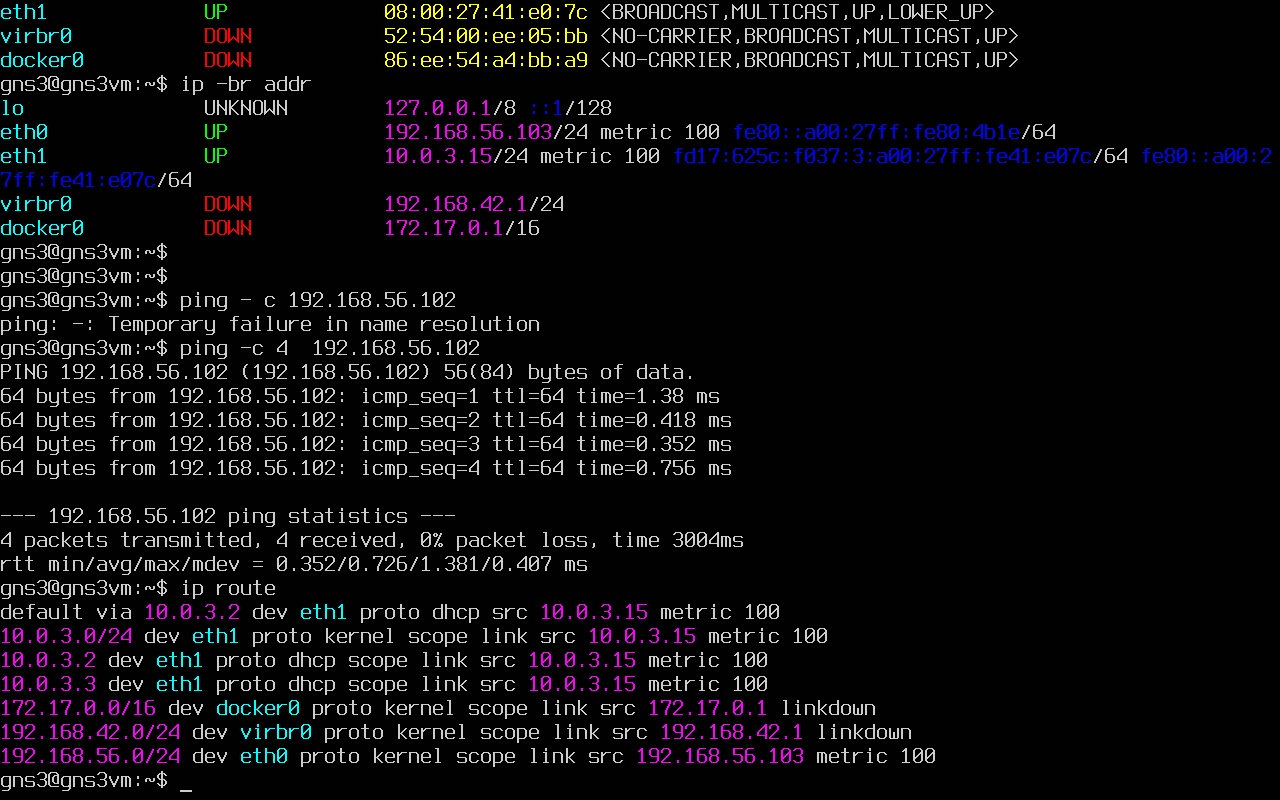 eth1             UP             08:00:27:41:e0:7c <BROADCAST,MULTICAST,UP,LOWER_UP>
virbr0           DOWN           52:54:00:ee:05:bb <NO-CARRIER,BROADCAST,MULTICAST,UP>
docker0          DOWN           86:ee:54:a4:bb:a9 <NO-CARRIER,BROADCAST,MULTICAST,UP>
gns3@gns3vm:~$ ip -br addr
lo               UNKNOWN        127.0.0.1/8 ::1/128
eth0             UP             192.168.56.103/24 metric 100 fe80::a00:27ff:fe80:4b1e/64
eth1             UP             10.0.3.15/24 metric 100 fd17:625c:f037:3:a00:27ff:fe41:e07c/64 fe80::a00:2
7ff:fe41:e07c/64
virbr0           DOWN           192.168.42.1/24
docker0          DOWN           172.17.0.1/16
gns3@gns3vm:~$
gns3@gns3vm:~$
gns3@gns3vm:~$ ping - c 192.168.56.102
ping: -: Temporary failure in name resolution
gns3@gns3vm:~$ ping -c 4  192.168.56.102
PING 192.168.56.102 (192.168.56.102) 56(84) bytes of data.
64 bytes from 192.168.56.102: icmp_seq=1 ttl=64 time=1.38 ms
64 bytes from 192.168.56.102: icmp_seq=2 ttl=64 time=0.418 ms
64 bytes from 192.168.56.102: icmp_seq=3 ttl=64 time=0.352 ms
64 bytes from 192.168.56.102: icmp_seq=4 ttl=64 time=0.756 ms

--- 192.168.56.102 ping statistics ---
4 packets transmitted, 4 received, 0% packet loss, time 3004ms
rtt min/avg/max/mdev = 0.352/0.726/1.381/0.407 ms
gns3@gns3vm:~$ ip route
default via 10.0.3.2 dev eth1 proto dhcp src 10.0.3.15 metric 100
10.0.3.0/24 dev eth1 proto kernel scope link src 10.0.3.15 metric 100
10.0.3.2 dev eth1 proto dhcp scope link src 10.0.3.15 metric 100
10.0.3.3 dev eth1 proto dhcp scope link src 10.0.3.15 metric 100
172.17.0.0/16 dev docker0 proto kernel scope link src 172.17.0.1 linkdown
192.168.42.0/24 dev virbr0 proto kernel scope link src 192.168.42.1 linkdown
192.168.56.0/24 dev eth0 proto kernel scope link src 192.168.56.103 metric 100
gns3@gns3vm:~$ _